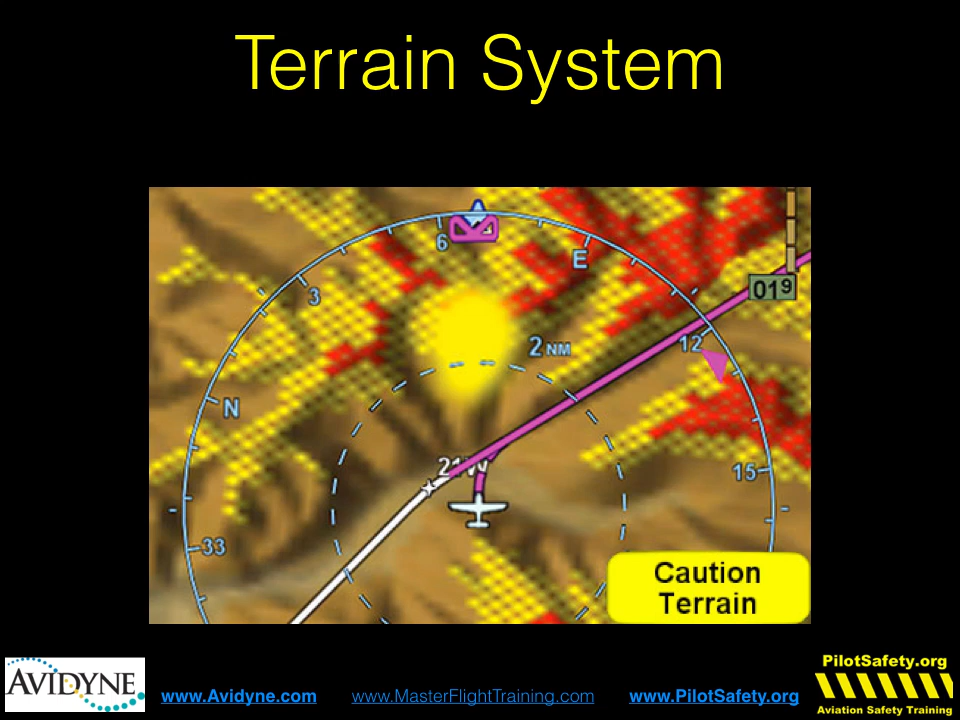 Terrain System
6
E
3
019
2 NM
12
N
15
33
Caution
Terrain
AVIDYNE
www.Avidyne.com www.MasterFlightTraining.com www.PilotSafety.org
PilotSafety.org
Aviation Safety Training